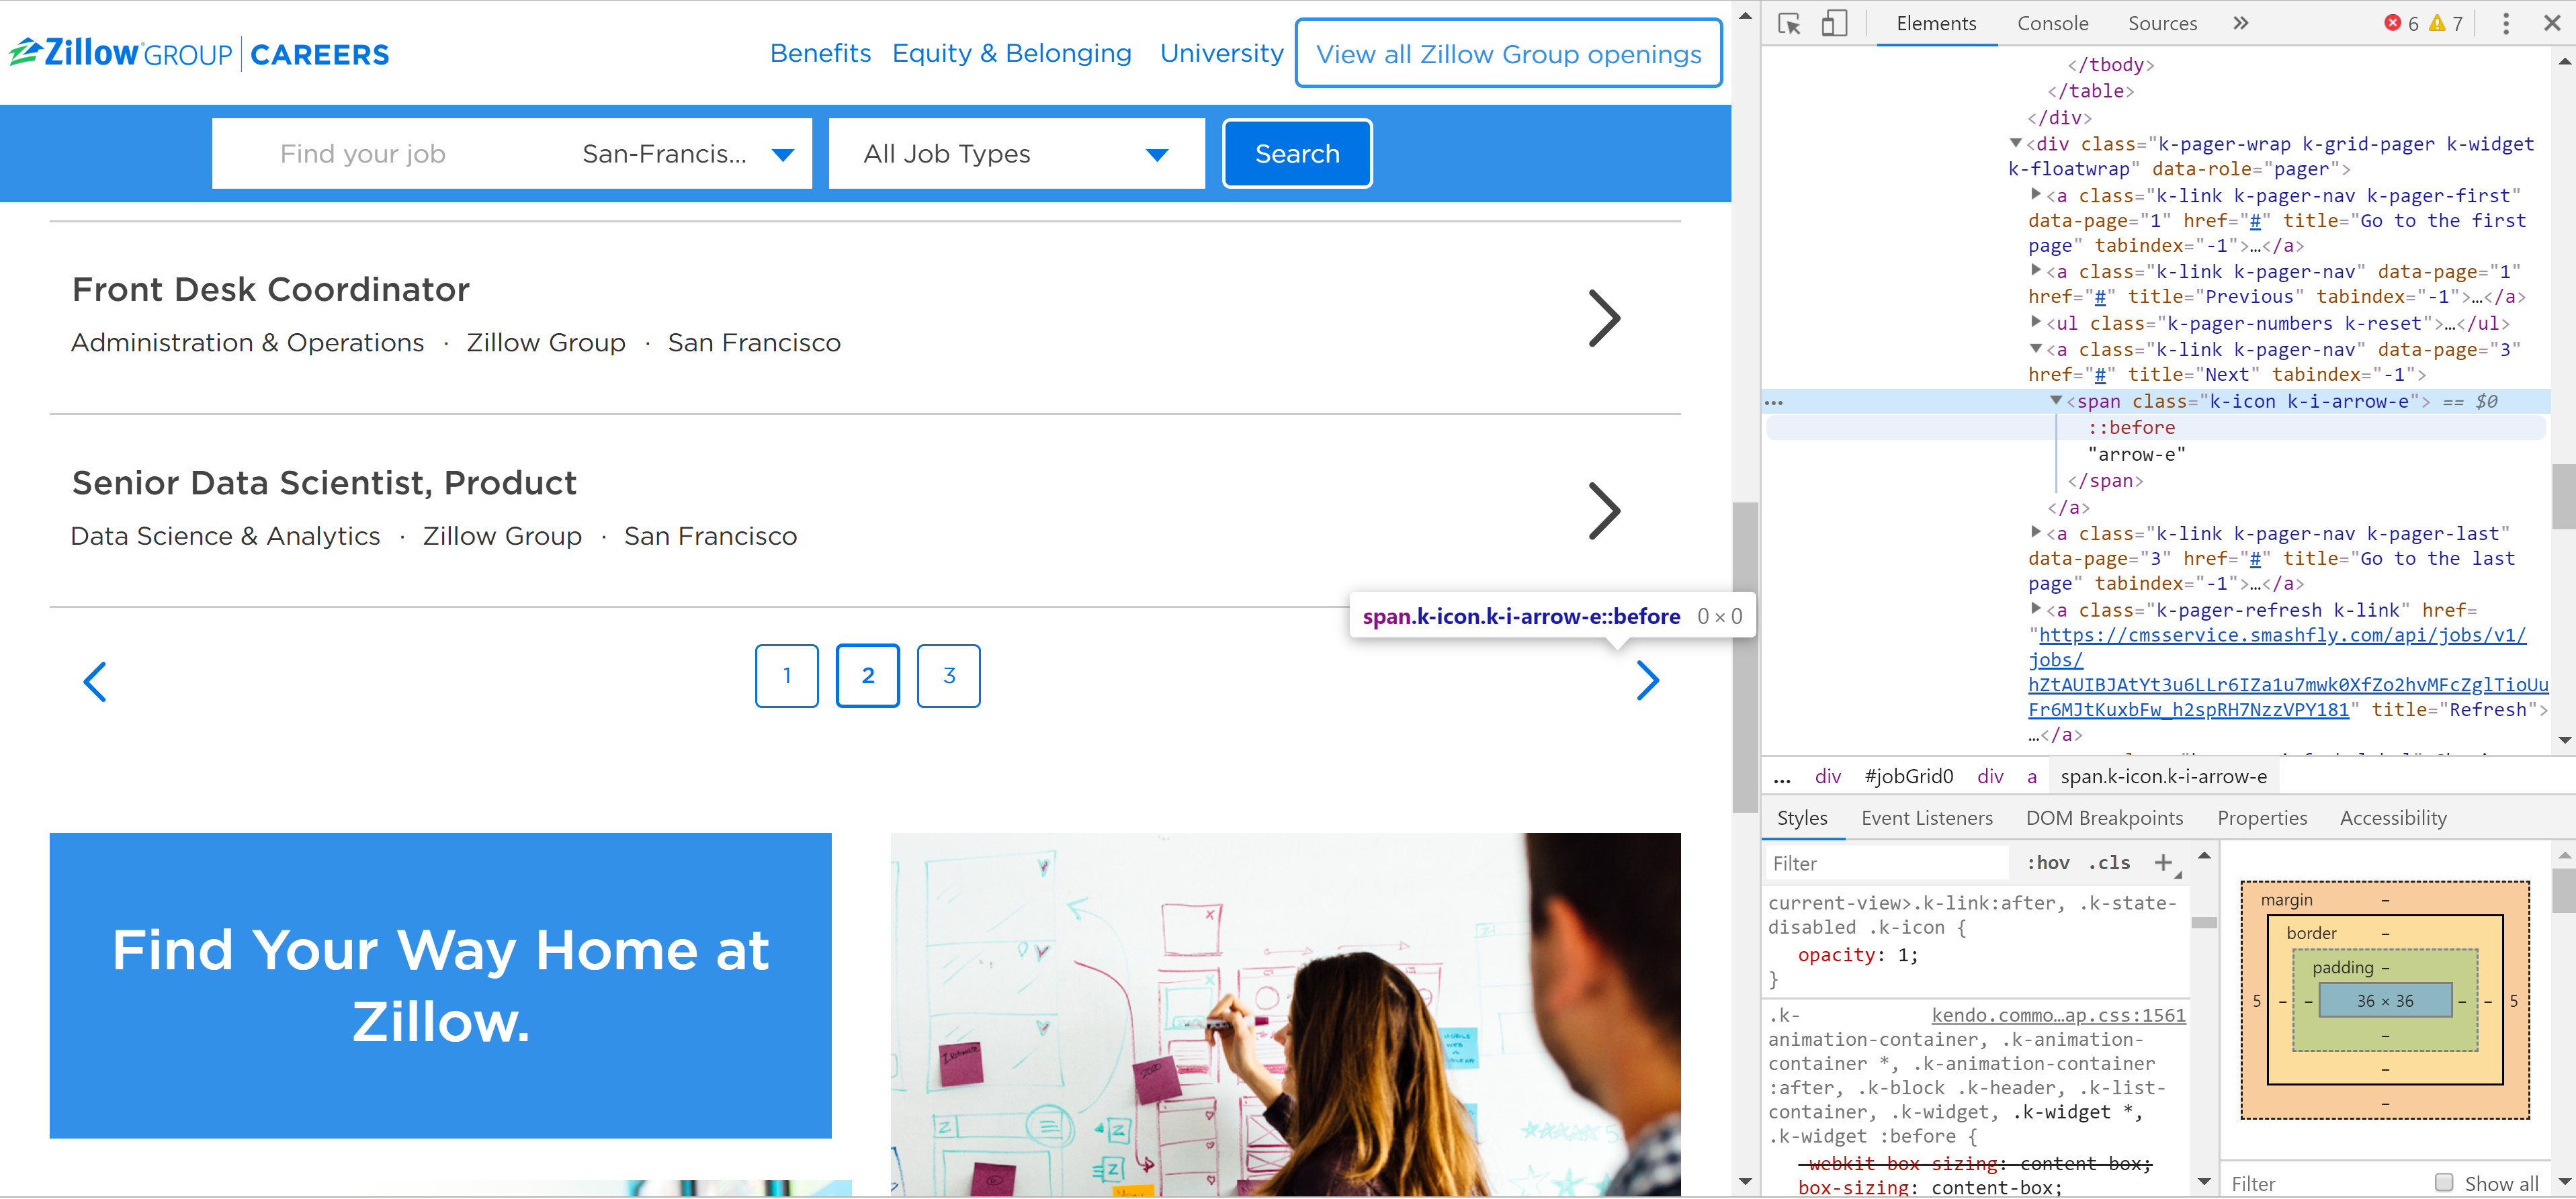 Zillow GROUP CAREERS
Benefits Equity & Belonging University View all Zillow Group openings
Find your job San-Francis... All Job Types Search
Front Desk Coordinator
Administration & Operations · Zillow Group · San Francisco
Senior Data Scientist, Product
Data Science & Analytics · Zillow Group · San Francisco
span.k-icon.k-i-arrow-e::before 0 × 0
1 2 3
Find Your Way Home at
Zillow.
Elements Console Sources 6 7
</tbody>
</table>
</div>
<div class="k-pager-wrap k-grid-pager k-widget
k-floatwrap" data-role="pager">
<a class="k-link k-pager-nav k-pager-first"
data-page="1" href="#" title="Go to the first
page" tabindex="-1">…</a>
<a class="k-link k-pager-nav" data-page="1"
href="#" title="Previous" tabindex="-1">…</a>
<ul class="k-pager-numbers k-reset">…</ul>
<a class="k-link k-pager-nav" data-page="3"
href="#" title="Next" tabindex="-1">
<span class="k-icon k-i-arrow-e"> == $0
::before
"arrow-e"
</span>
</a>
<a class="k-link k-pager-nav k-pager-last"
data-page="3" href="#" title="Go to the last
page" tabindex="-1">…</a>
<a class="k-pager-refresh k-link" href=
"https://cmsservice.smashfly.com/api/jobs/v1/
jobs/
hZtAUIBJAtYt3u6LLr6IZa1u7mwk0XfZo2hvMFcZglTioUu
Fr6MJtKuxbFw_h2spRH7NzzVPY181" title="Refresh">
…</a>
... div #jobGrid0 div a span.k-icon.k-i-arrow-e
Styles Event Listeners DOM Breakpoints Properties Accessibility
Filter :hov .cls +
current-view>.k-link:after, .k-state-
disabled .k-icon {
opacity: 1;
}
.k- kendo.commo…ap.css:1561
animation-container, .k-animation-
container *, .k-animation-container
:after, .k-block .k-header, .k-list-
container, .k-widget, .k-widget *,
.k-widget :before {
-webkit-box-sizing: content-box;
box-sizing: content-box;
margin –
border –
padding –
5 – – 36 × 36 – – 5
–
–
–
Filter Show all